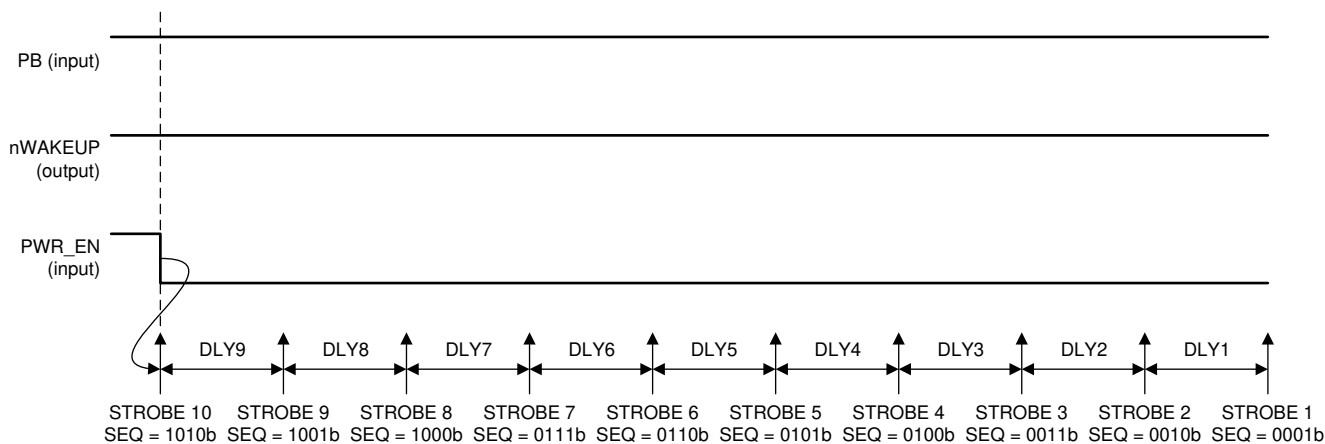 PB (input)
nWAKEUP
(output)
PWR_EN
(input)
DLY9 DLY8 DLY7 DLY6 DLY5 DLY4 DLY3 DLY2 DLY1
STROBE 10 STROBE 9 STROBE 8 STROBE 7 STROBE 6 STROBE 5 STROBE 4 STROBE 3 STROBE 2 STROBE 1
SEQ = 1010b SEQ = 1001b SEQ = 1000b SEQ = 0111b SEQ = 0110b SEQ = 0101b SEQ = 0100b SEQ = 0011b SEQ = 0010b SEQ = 0001b